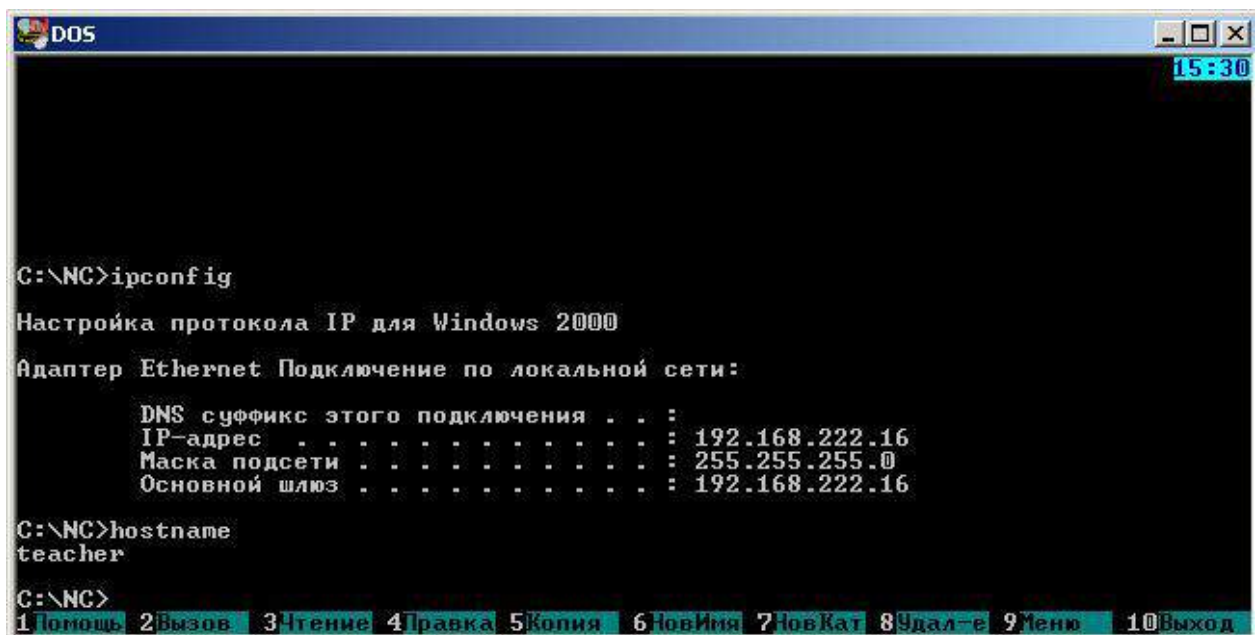 DOS
15:30
C:\NC>ipconfig
Настройка протокола IP для Windows 2000
Адаптер Ethernet Подключение по локальной сети:
DNS суффикс этого подключения . . :
IP-адрес . . . . . . . . . . . . : 192.168.222.16
Маска подсети . . . . . . . . . . : 255.255.255.0
Основной шлюз . . . . . . . . . . : 192.168.222.16
C:\NC>hostname
teacher
C:\NC>
1Помощь 2Вызов 3Чтение 4Правка 5Копия 6НовИмя 7НовКат 8Удал-е 9Меню 10Выход